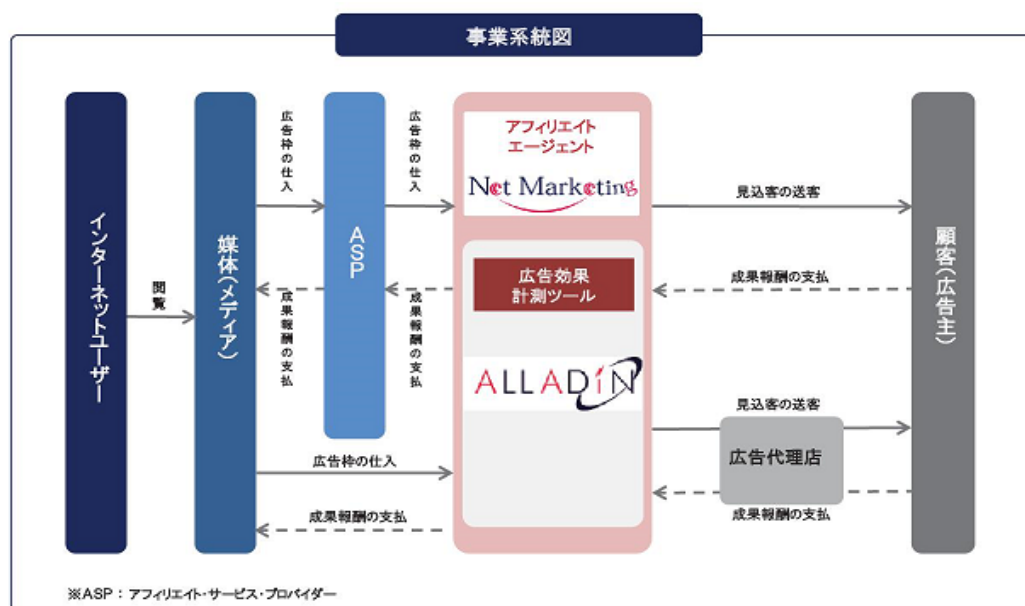 事業系統図
インターネットユーザー
閲覧
媒体(メディア)
広告枠の仕入
成果報酬の支払
ASP
広告枠の仕入
成果報酬の支払
アフィリエイト
エージェント
Net Marketing
広告効果
計測ツール
ALLADiN
見込客の送客
成果報酬の支払
見込客の送客
広告代理店
成果報酬の支払
顧客(広告主)
広告枠の仕入
成果報酬の支払
※ASP：アフィリエイト・サービス・プロバイダー